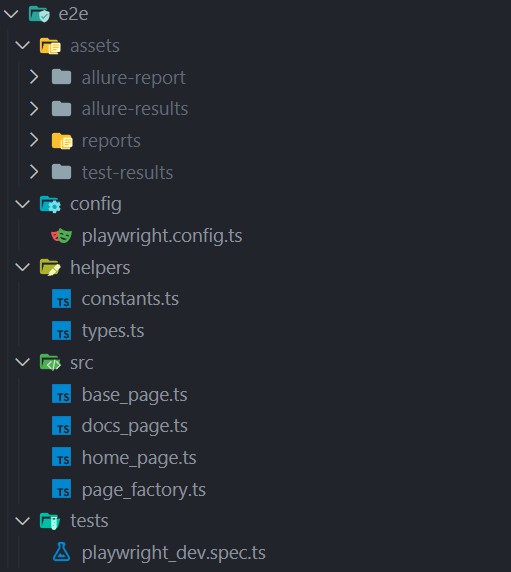 e2e
assets
allure-report
allure-results
reports
test-results
config
playwright.config.ts
helpers
TS constants.ts
TS types.ts
src
TS base_page.ts
TS docs_page.ts
TS home_page.ts
TS page_factory.ts
tests
playwright_dev.spec.ts